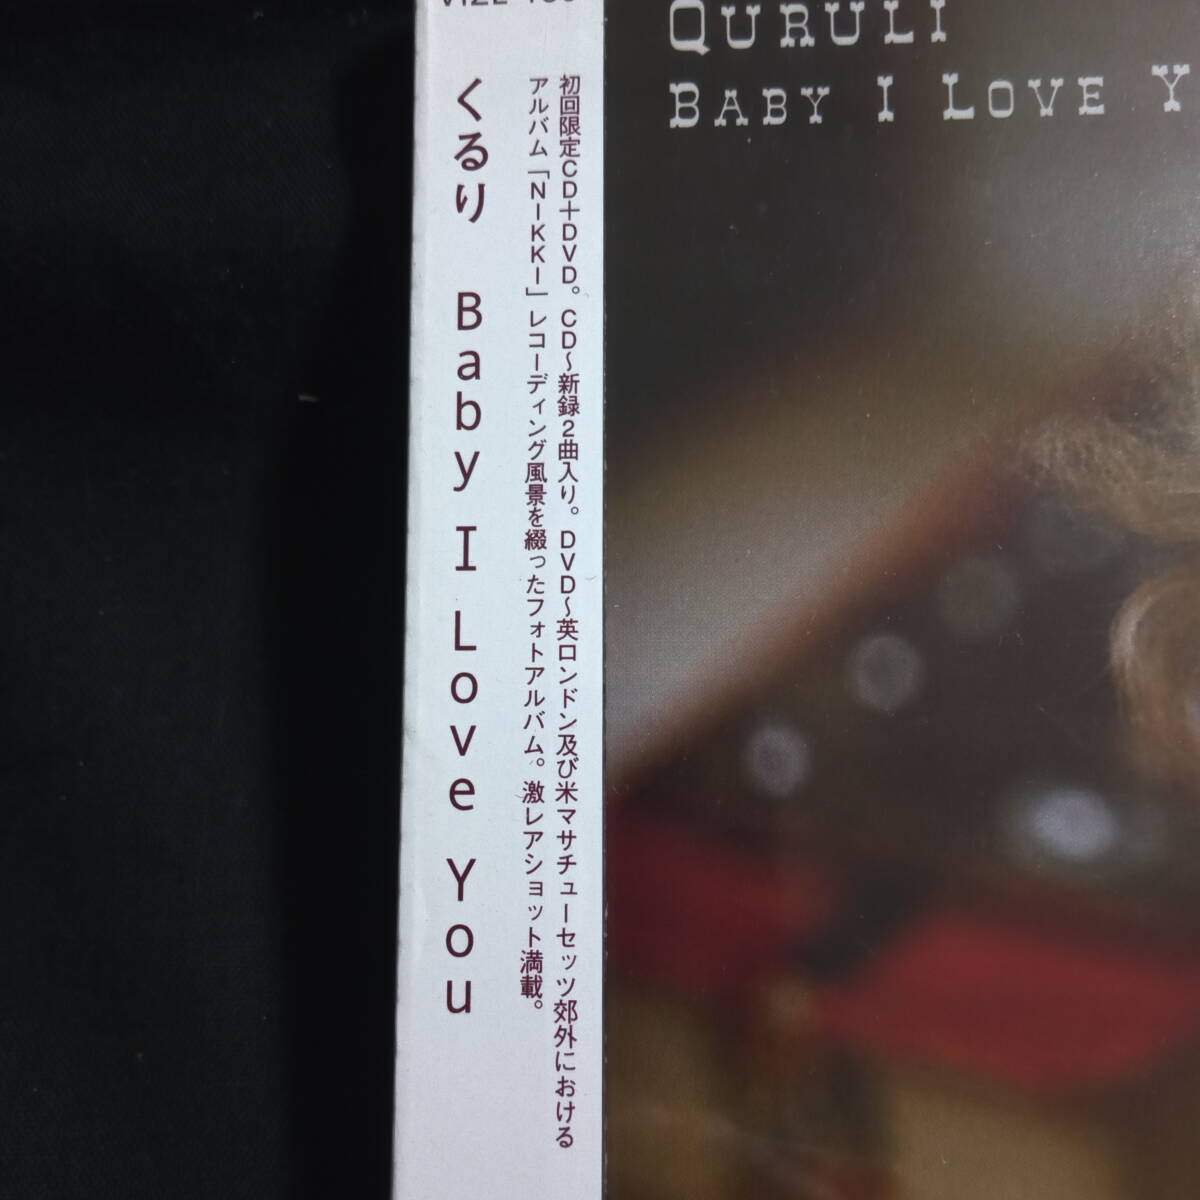 くるり Baby I Love You
初回限定CD+DVD。CD～新録2曲入り。DVD～英ロンドン及び米マサチューセッツ郊外における
アルバム「NIKKI」レコーディング風景を綴ったフォトアルバム。激レアショット満載。
QURULI
BABY I LOVE Y